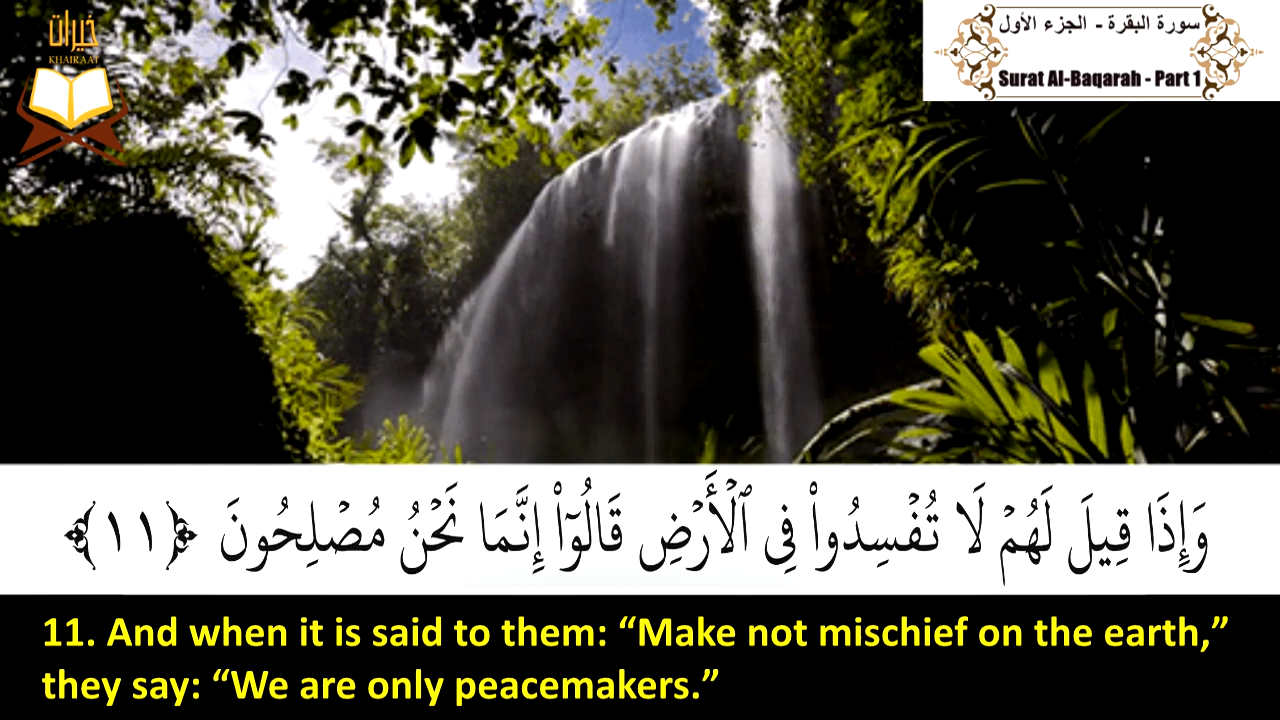 خيرات
KHAIRAAT
سورة البقرة - الجزء الأول
Surat Al-Baqarah - Part 1
وَإِذَا قِيلَ لَهُمْ لَا تُفْسِدُوا۟ فِى ٱلْأَرْضِ قَالُوٓا۟ إِنَّمَا نَحْنُ مُصْلِحُونَ ﴿١١﴾
11. And when it is said to them: “Make not mischief on the earth,”
they say: “We are only peacemakers.”